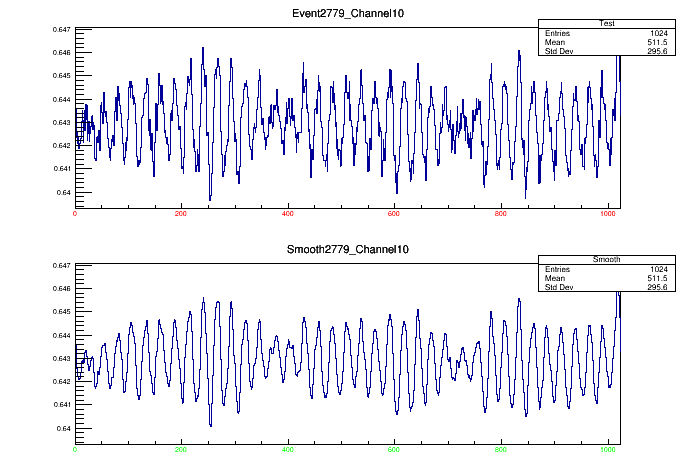 Event2779_Channel10
Test
Entries 1024
Mean 511.5
Std Dev 295.6
0.647
0.646
0.645
0.644
0.643
0.642
0.641
0.64
0 200 400 600 800 1000
Smooth2779_Channel10
Smooth
Entries 1024
Mean 511.5
Std Dev 295.6
0.647
0.646
0.645
0.644
0.643
0.642
0.641
0.64
0 200 400 600 800 1000